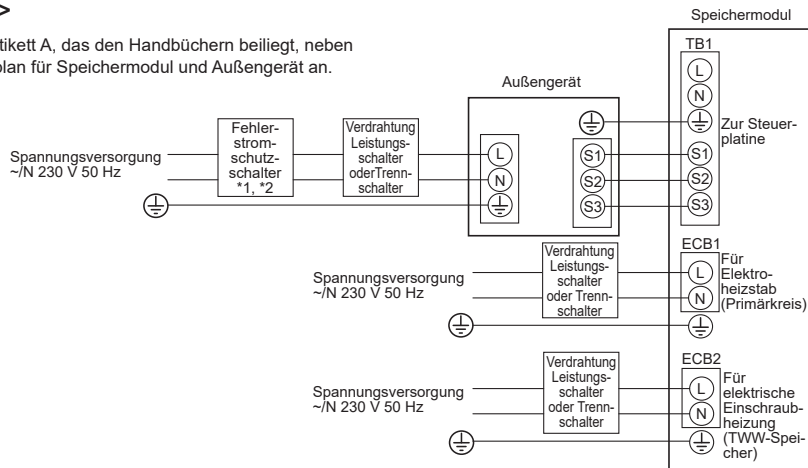 >
Speichermodul
tikett A, das den Handbüchern beiliegt, neben
plan für Speichermodul und Außengerät an.
TB1
L
N
Zur Steuer-
platine
S1
S2
S3
Außengerät
L
N
S1
S2
S3
Fehler-
strom-
schutz-
schalter
*1, *2
Verdrahtung
Leistungs-
schalter
oderTrenn-
schalter
Spannungsversorgung
~/N 230 V 50 Hz
ECB1
L
N
Für
Elektro-
heizstab
(Primärkreis)
Verdrahtung
Leistungs-
schalter
oder Trenn-
schalter
Spannungsversorgung
~/N 230 V 50 Hz
ECB2
L
N
Für
elektrische
Einschraub-
heizung
(TWW-Spei-
cher)
Verdrahtung
Leistungs-
schalter
oder Trenn-
schalter
Spannungsversorgung
~/N 230 V 50 Hz